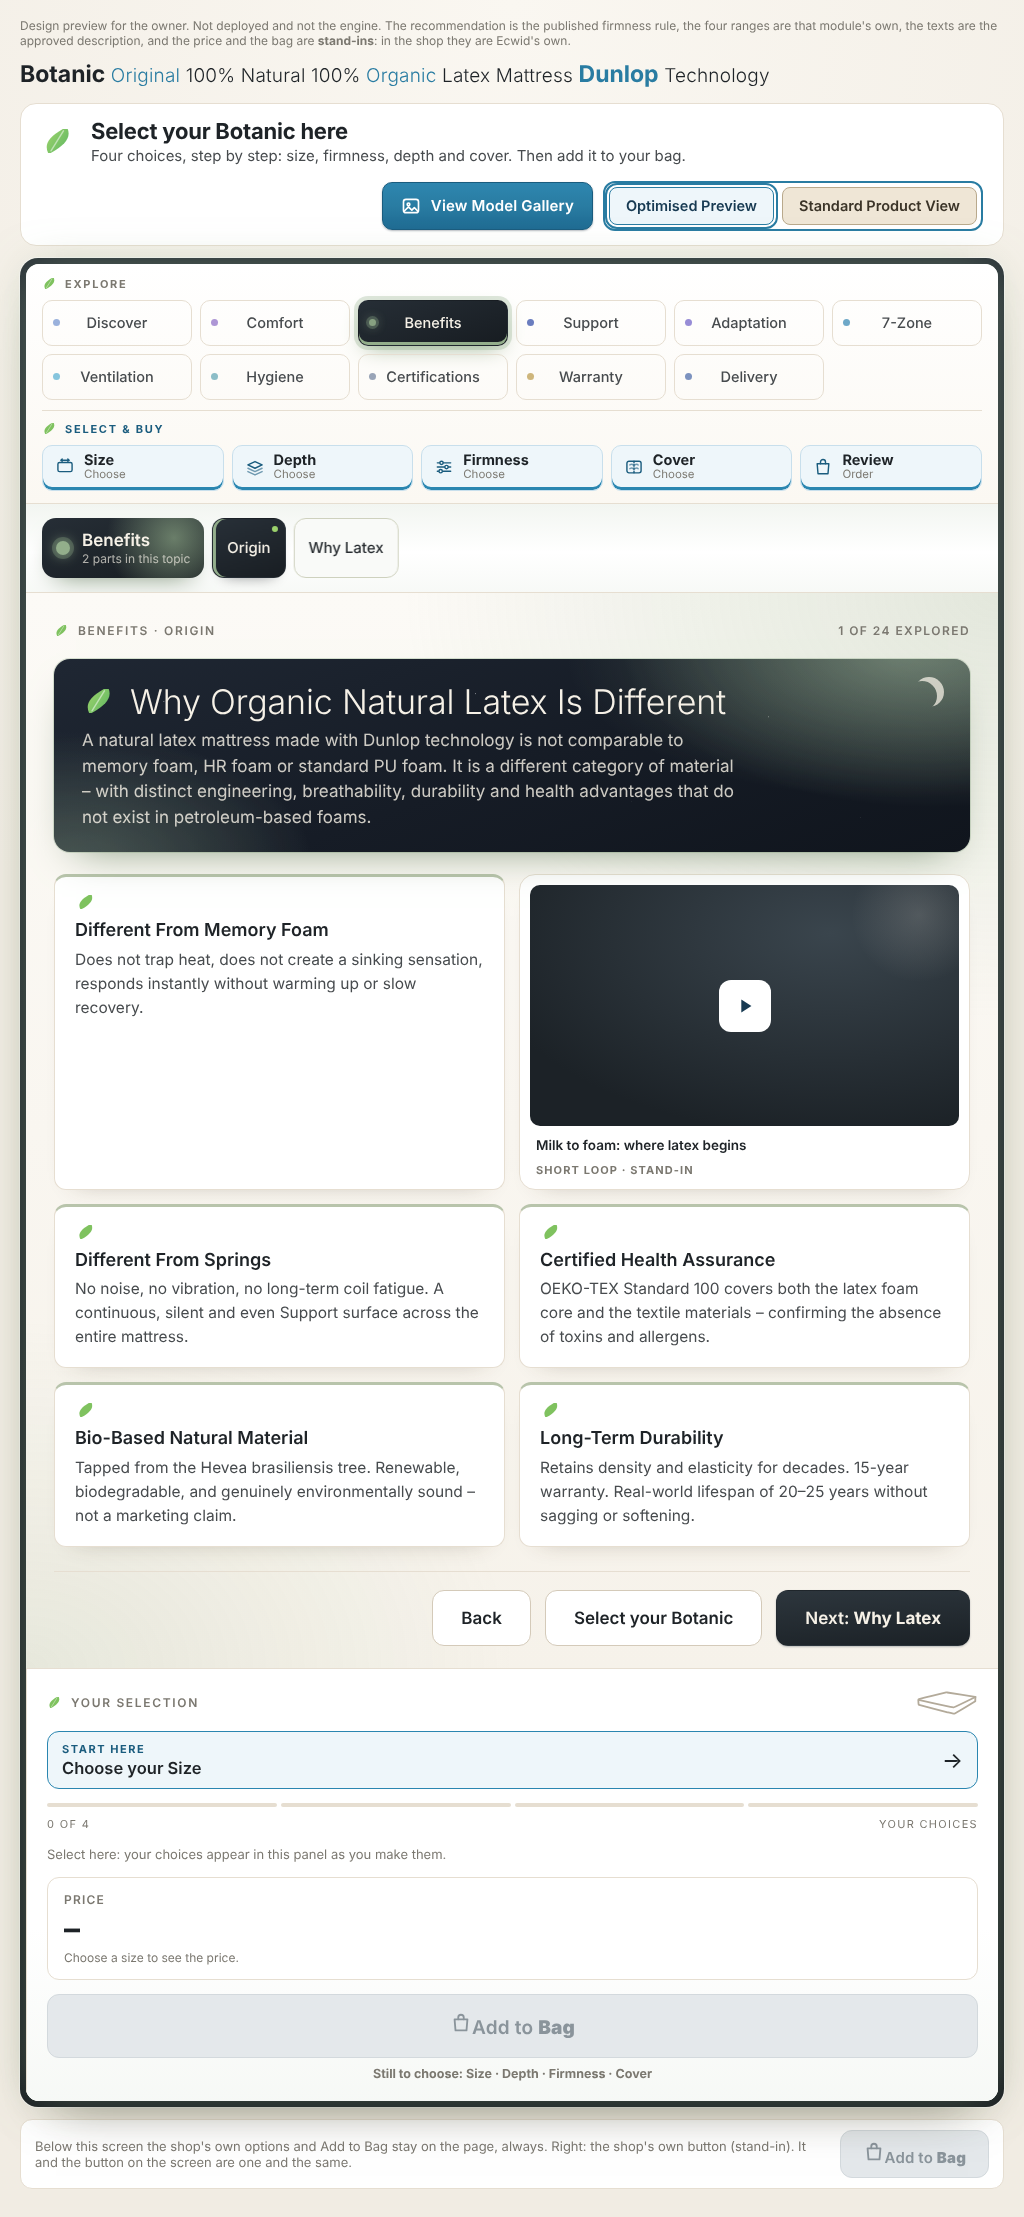 Design preview for the owner. Not deployed and not the engine. The recommendation is the published firmness rule, the four ranges are that module's own, the texts are the
approved description, and the price and the bag are stand-ins: in the shop they are Ecwid's own.
Botanic Original 100% Natural 100% Organic Latex Mattress Dunlop Technology
Select your Botanic here
Four choices, step by step: size, firmness, depth and cover. Then add it to your bag.
View Model Gallery
Optimised Preview
Standard Product View
EXPLORE
Discover
Comfort
Benefits
Support
Adaptation
7-Zone
Ventilation
Hygiene
Certifications
Warranty
Delivery
SELECT & BUY
Size
Choose
Depth
Choose
Firmness
Choose
Cover
Choose
Review
Order
Benefits
2 parts in this topic
Origin
Why Latex
BENEFITS · ORIGIN
1 OF 24 EXPLORED
Why Organic Natural Latex Is Different
A natural latex mattress made with Dunlop technology is not comparable to
memory foam, HR foam or standard PU foam. It is a different category of material
– with distinct engineering, breathability, durability and health advantages that do
not exist in petroleum-based foams.
Different From Memory Foam
Does not trap heat, does not create a sinking sensation,
responds instantly without warming up or slow
recovery.
Milk to foam: where latex begins
SHORT LOOP · STAND-IN
Different From Springs
No noise, no vibration, no long-term coil fatigue. A
continuous, silent and even Support surface across the
entire mattress.
Certified Health Assurance
OEKO-TEX Standard 100 covers both the latex foam
core and the textile materials – confirming the absence
of toxins and allergens.
Bio-Based Natural Material
Tapped from the Hevea brasiliensis tree. Renewable,
biodegradable, and genuinely environmentally sound –
not a marketing claim.
Long-Term Durability
Retains density and elasticity for decades. 15-year
warranty. Real-world lifespan of 20–25 years without
sagging or softening.
Back
Select your Botanic
Next: Why Latex
YOUR SELECTION
START HERE
Choose your Size
0 OF 4
YOUR CHOICES
Select here: your choices appear in this panel as you make them.
PRICE
–
Choose a size to see the price.
Add to Bag
Still to choose: Size · Depth · Firmness · Cover
Below this screen the shop's own options and Add to Bag stay on the page, always. Right: the shop's own button (stand-in). It
and the button on the screen are one and the same.
Add to Bag